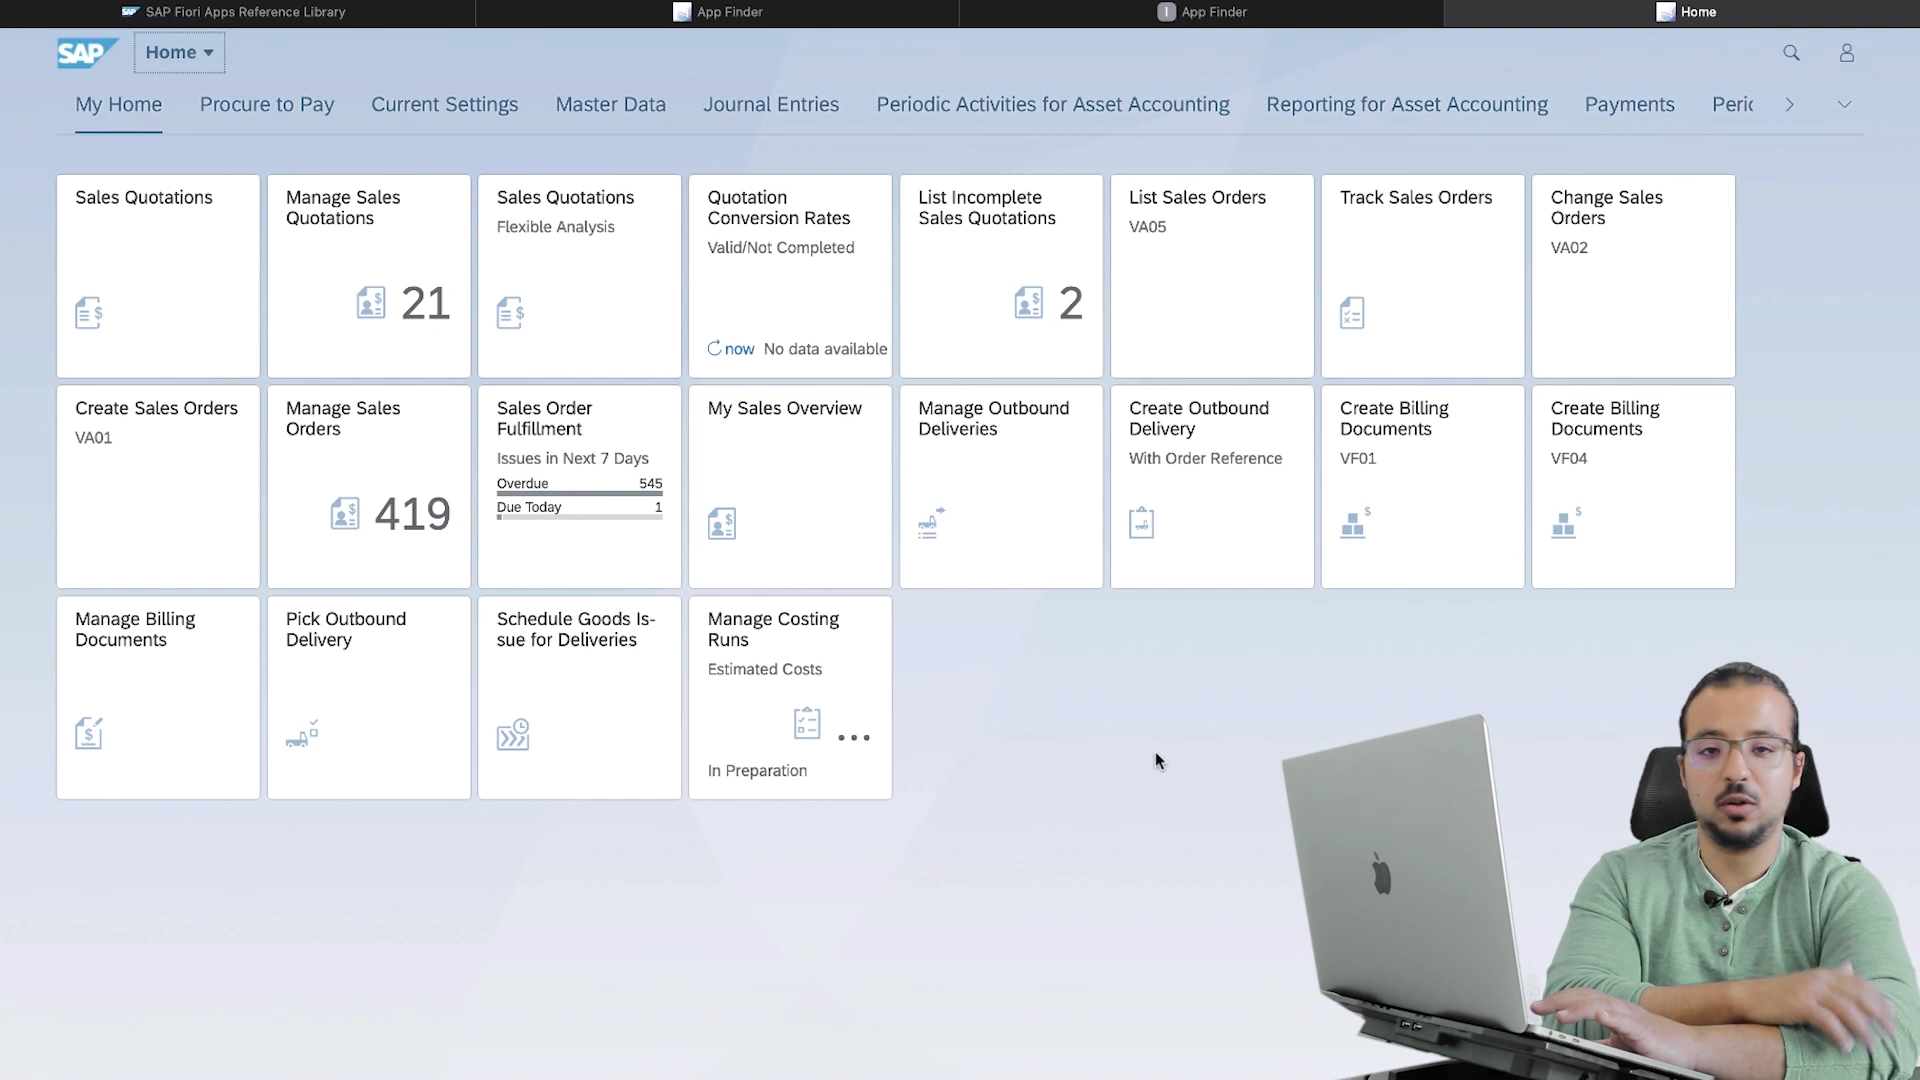 SAP SAP Fiori Apps Reference Library
App Finder
I App Finder
Home
SAP Home
My Home Procure to Pay Current Settings Master Data Journal Entries Periodic Activities for Asset Accounting Reporting for Asset Accounting Payments Peric
Sales Quotations
Manage Sales
Quotations
21
Sales Quotations
Flexible Analysis
Quotation
Conversion Rates
Valid/Not Completed
now No data available
List Incomplete
Sales Quotations
2
List Sales Orders
VA05
Track Sales Orders
Change Sales
Orders
VA02
Create Sales Orders
VA01
Manage Sales
Orders
419
Sales Order
Fulfillment
Issues in Next 7 Days
Overdue 545
Due Today 1
My Sales Overview
Manage Outbound
Deliveries
Create Outbound
Delivery
With Order Reference
Create Billing
Documents
VF01
Create Billing
Documents
VF04
Manage Billing
Documents
Pick Outbound
Delivery
Schedule Goods Is-
sue for Deliveries
Manage Costing
Runs
Estimated Costs
...
In Preparation